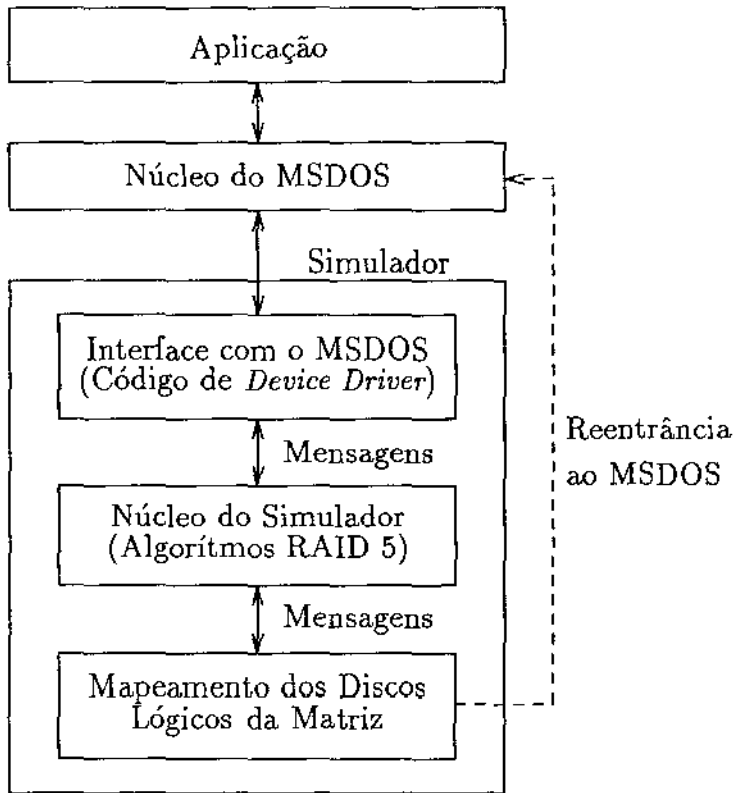 Aplicação
Núcleo do MSDOS
Simulador
Interface com o MSDOS
(Código de Device Driver)
Mensagens
Reentrância
ao MSDOS
Núcleo do Simulador
(Algorítmos RAID 5)
Mensagens
Mapeamento dos Discos
Lógicos da Matriz